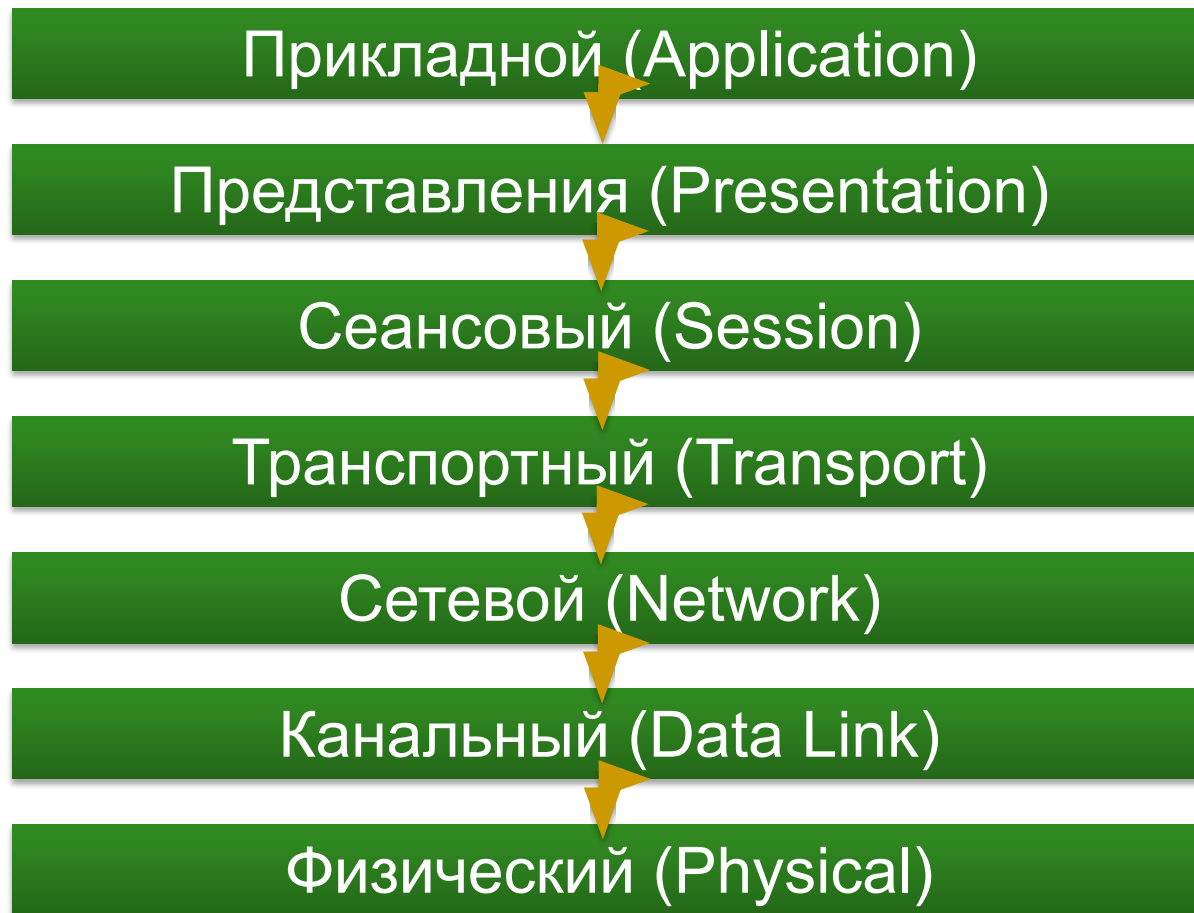 Прикладной (Application)
Представления (Presentation)
Сеансовый (Session)
Транспортный (Transport)
Сетевой (Network)
Канальный (Data Link)
Физический (Physical)